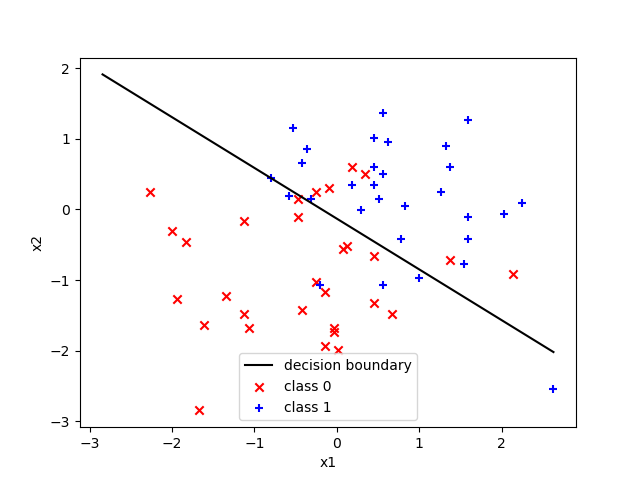 2
1
0
−1
−2
−3
x2
−3
−2
−1
0
1
2
x1
decision boundary
class 0
class 1